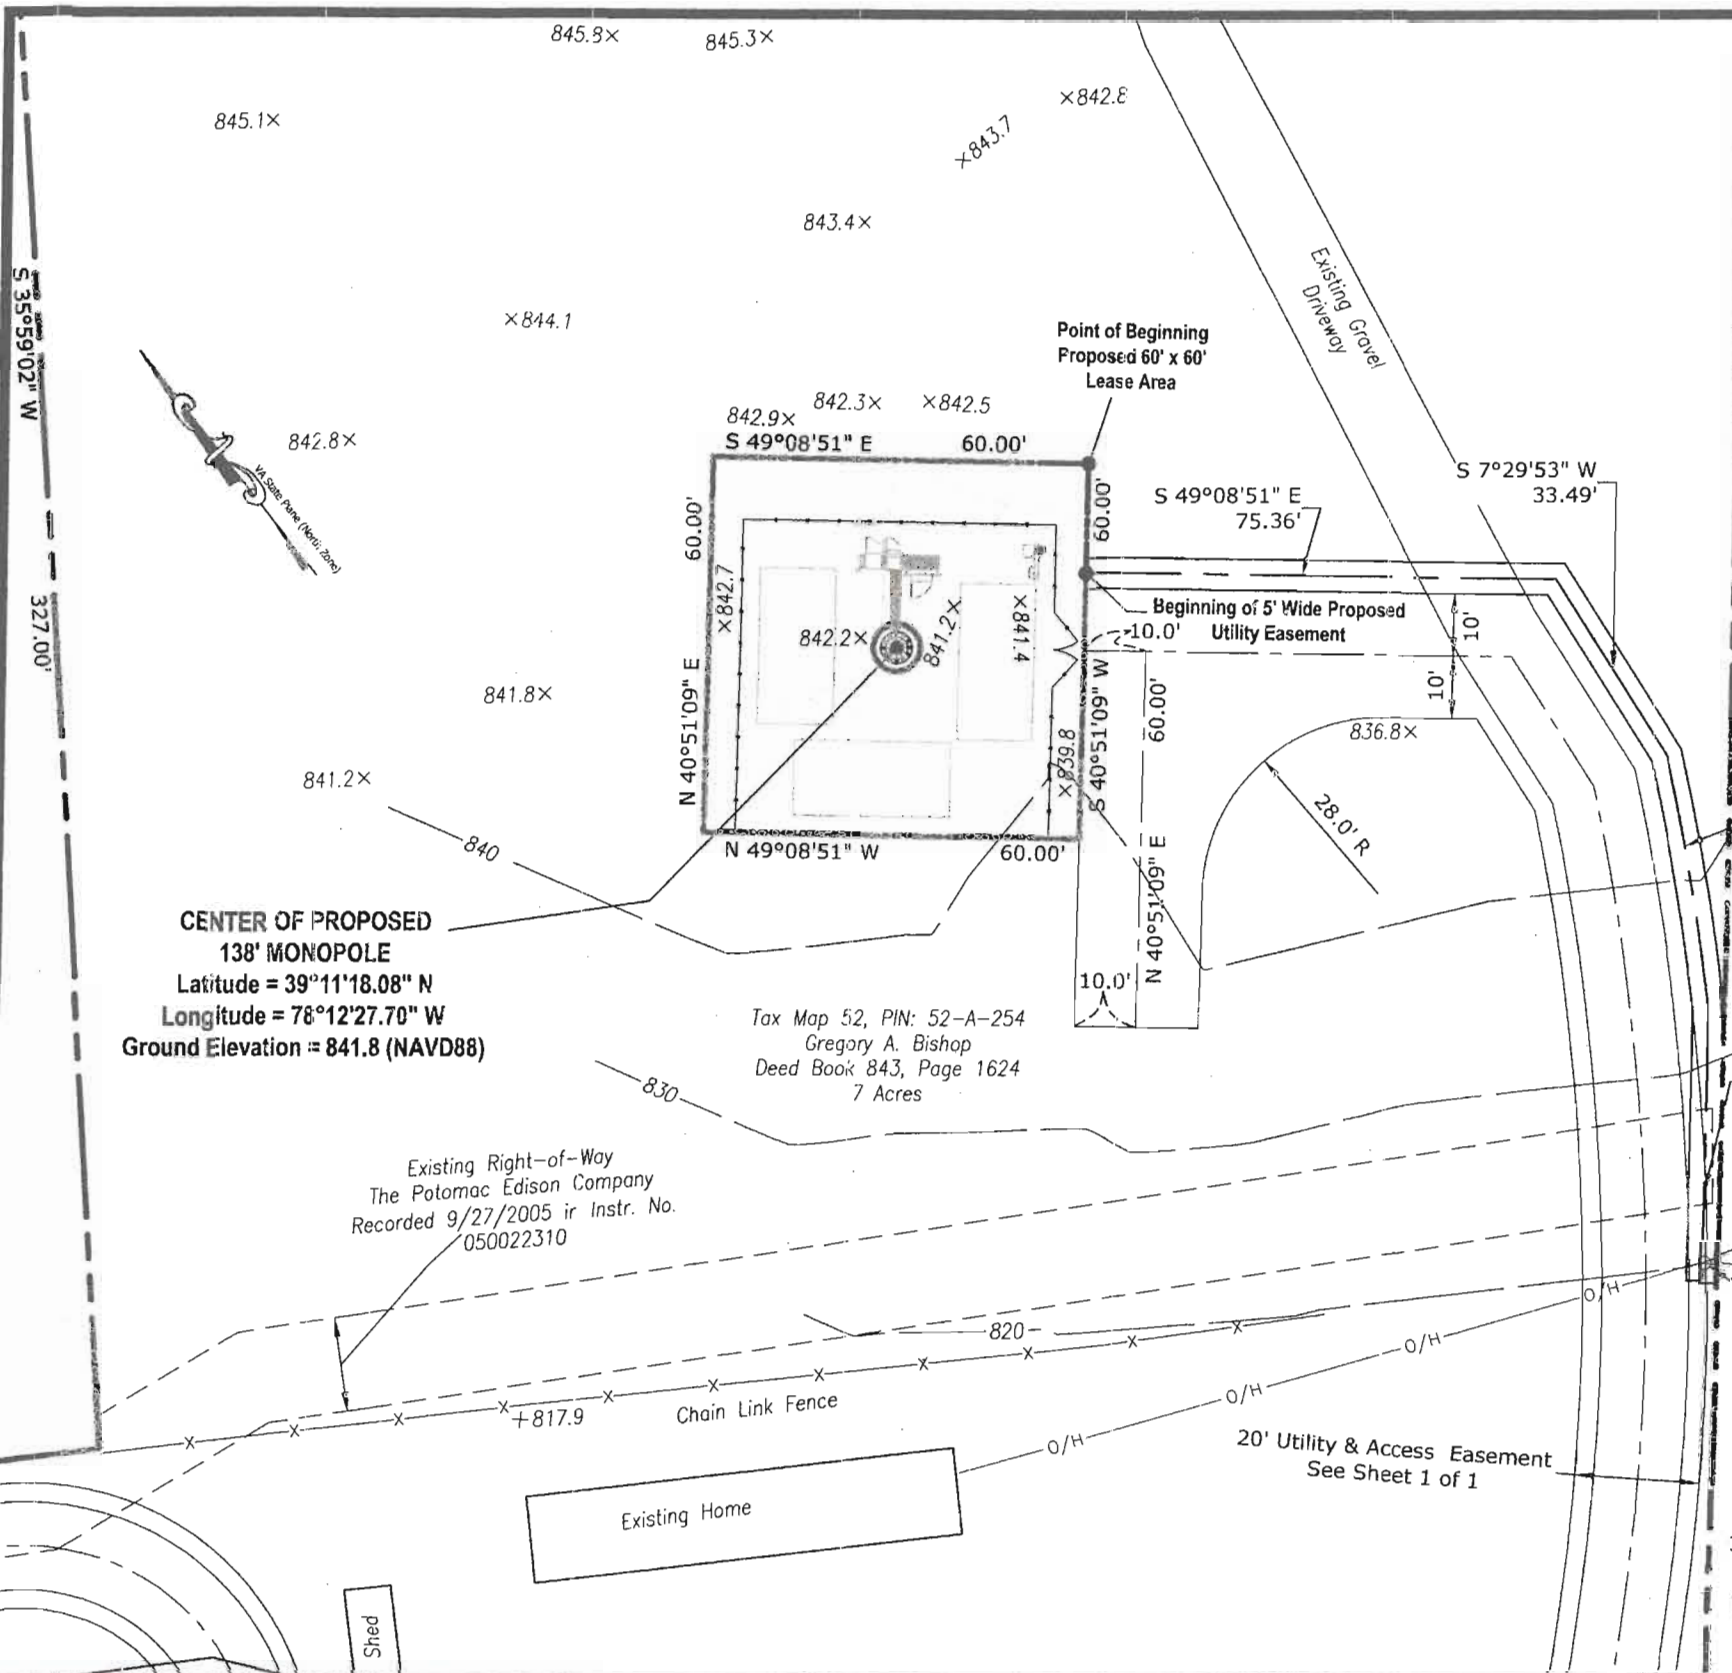 845.3×
845.1×
×842.8
×843.7
843.4×
×844.1
S 35°59'02" W
327.00'
842.8×
VA State Plane (North Zone)
Existing Gravel
Driveway
Point of Beginning
Proposed 60' x 60'
Lease Area
842.9×
842.3×
×842.5
S 49°08'51" E
60.00'
60.00'
N 40°51'09" E
60.00'
S 40°51'09" W
N 49°08'51" W
60.00'
×842.7
842.2×
841.2×
×841.4
×839.8
S 49°08'51" E
75.36'
S 7°29'53" W
33.49'
Beginning of 5' Wide Proposed
Utility Easement
10.0'
10'
10'
60.00'
N 40°51'09" E
10.0'
836.8×
28.0' R
841.8×
841.2×
840
CENTER OF PROPOSED
138' MONOPOLE
Latitude = 39°11'18.08" N
Longitude = 78°12'27.70" W
Ground Elevation = 841.8 (NAVD88)
Tax Map 52, PIN: 52-A-254
Gregory A. Bishop
Deed Book 843, Page 1624
7 Acres
830
Existing Right-of-Way
The Potomac Edison Company
Recorded 9/27/2005 ir Instr. No.
050022310
820
+817.9
Chain Link Fence
O/H
O/H
O/H
O/H
20' Utility & Access Easement
See Sheet 1 of 1
Existing Home
Shed